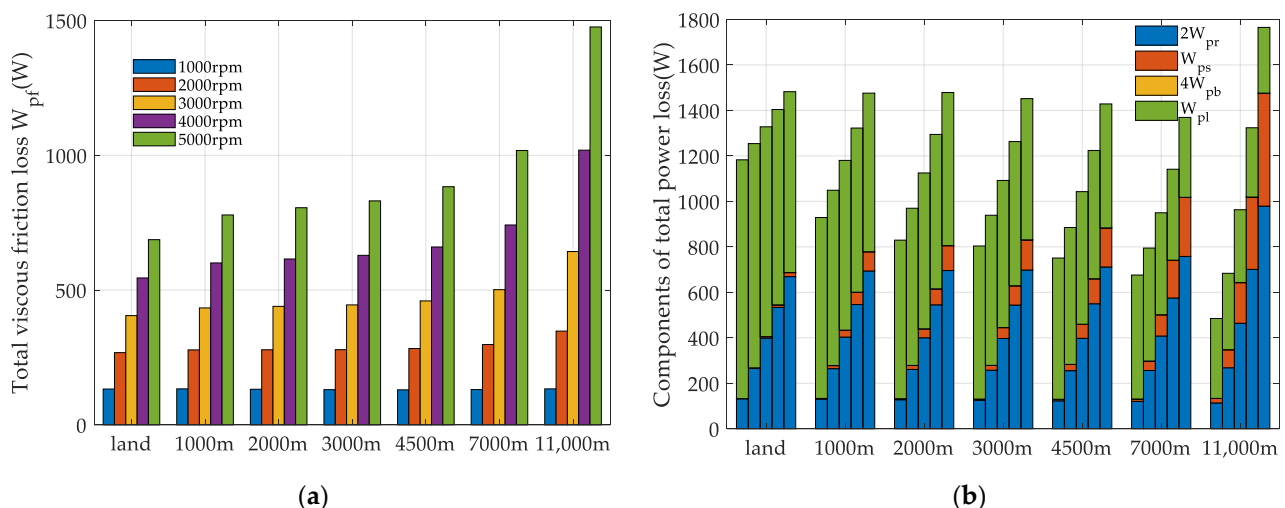 Total viscous friction loss W_pf(W)
1500
1000
500
0
1000rpm
2000rpm
3000rpm
4000rpm
5000rpm
land 1000m 2000m 3000m 4500m 7000m 11,000m
(a)
Components of total power loss(W)
1800
1600
1400
1200
1000
800
600
400
200
0
2W_pr
W_ps
4W_pb
W_pl
land 1000m 2000m 3000m 4500m 7000m 11,000m
(b)